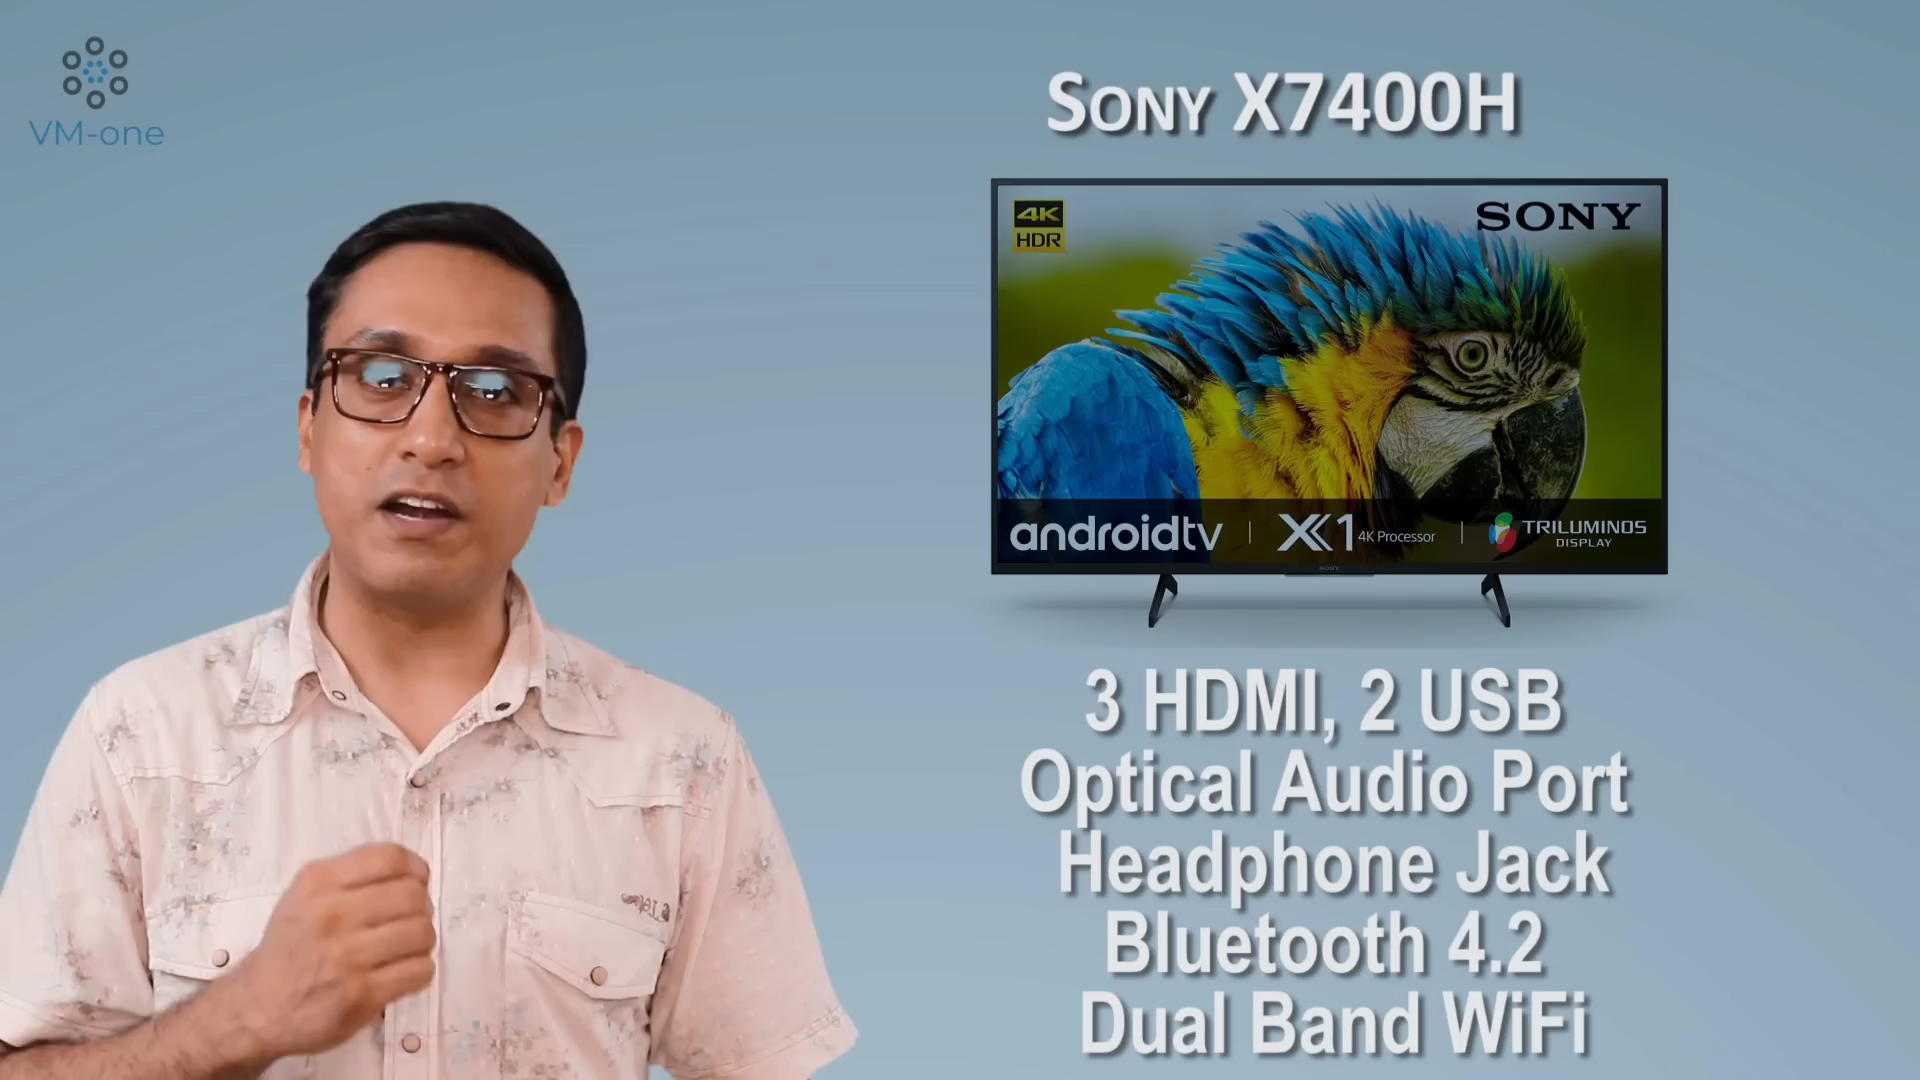 VM-one
SONY X7400H
4K
HDR
SONY
androidtv | X1 4K Processor | TRILUMINOS
DISPLAY
SONY
3 HDMI, 2 USB
Optical Audio Port
Headphone Jack
Bluetooth 4.2
Dual Band WiFi